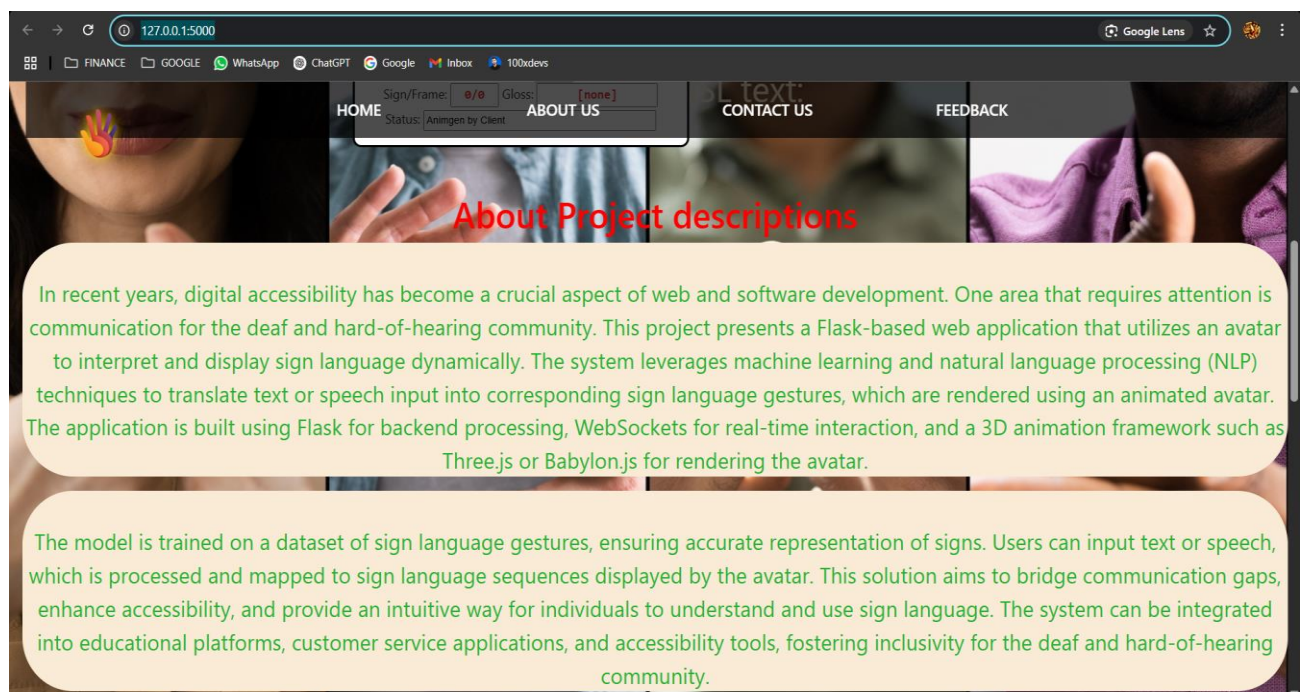 127.0.0.1:5000
Google Lens
FINANCE GOOGLE WhatsApp ChatGPT Google Inbox 100xdevs
Sign/Frame: 0/0 Gloss: [none]
SL text:
HOME ABOUT US CONTACT US FEEDBACK
Status: Animgen by Client
About Project descriptions
In recent years, digital accessibility has become a crucial aspect of web and software development. One area that requires attention is
communication for the deaf and hard-of-hearing community. This project presents a Flask-based web application that utilizes an avatar
to interpret and display sign language dynamically. The system leverages machine learning and natural language processing (NLP)
techniques to translate text or speech input into corresponding sign language gestures, which are rendered using an animated avatar.
The application is built using Flask for backend processing, WebSockets for real-time interaction, and a 3D animation framework such as
Three.js or Babylon.js for rendering the avatar.
The model is trained on a dataset of sign language gestures, ensuring accurate representation of signs. Users can input text or speech,
which is processed and mapped to sign language sequences displayed by the avatar. This solution aims to bridge communication gaps,
enhance accessibility, and provide an intuitive way for individuals to understand and use sign language. The system can be integrated
into educational platforms, customer service applications, and accessibility tools, fostering inclusivity for the deaf and hard-of-hearing
community.